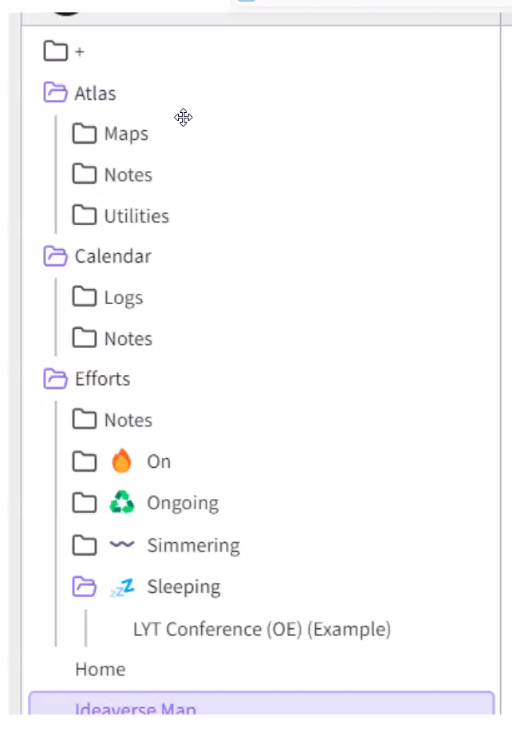 +
Atlas
Maps
Notes
Utilities
Calendar
Logs
Notes
Efforts
Notes
🔥 On
♻️ Ongoing
〰️ Simmering
💤 Sleeping
LYT Conference (OE) (Example)
Home
Ideaverse Map